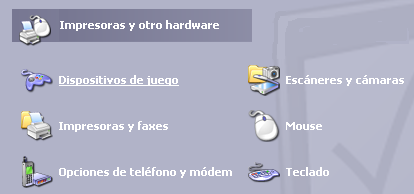 Impresoras y otro hardware
Dispositivos de juego
Escáneres y cámaras
Impresoras y faxes
Mouse
Opciones de teléfono y módem
Teclado